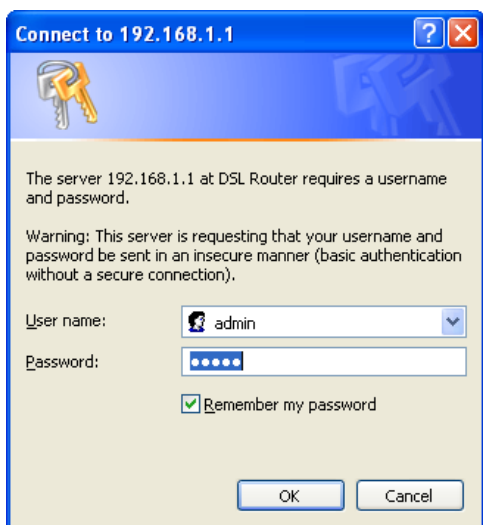 Connect to 192.168.1.1
The server 192.168.1.1 at DSL Router requires a username
and password.
Warning: This server is requesting that your username and
password be sent in an insecure manner (basic authentication
without a secure connection).
User name:
admin
Password:
●●●●●
Remember my password
OK
Cancel